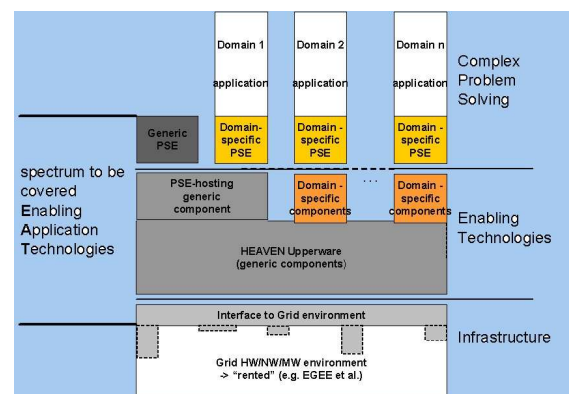 Domain 1
Domain 2
Domain n
application
application
application
Complex
Problem
Solving
Generic
PSE
Domain-
specific
PSE
Domain -
specific
PSE
Domain -
specific
PSE
spectrum to be
covered
Enabling
Application
Technologies
PSE-hosting
generic
component
Domain -
specific
components
. . .
Domain -
specific
components
Enabling
Technologies
HEAVEN Upperware
(generic components)
Interface to Grid environment
Infrastructure
Grid HW/NW/MW environment
-> “rented” (e.g. EGEE et al.)